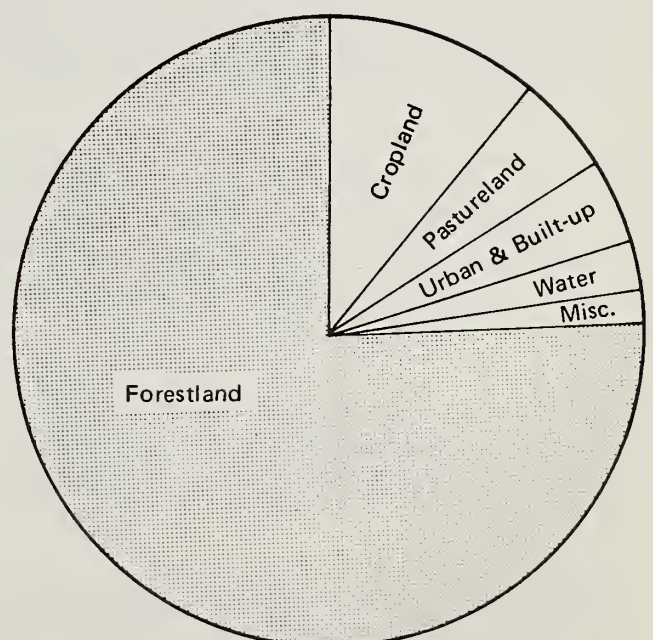 Cropland
Pastureland
Urban & Built-up
Water
Misc.
Forestland